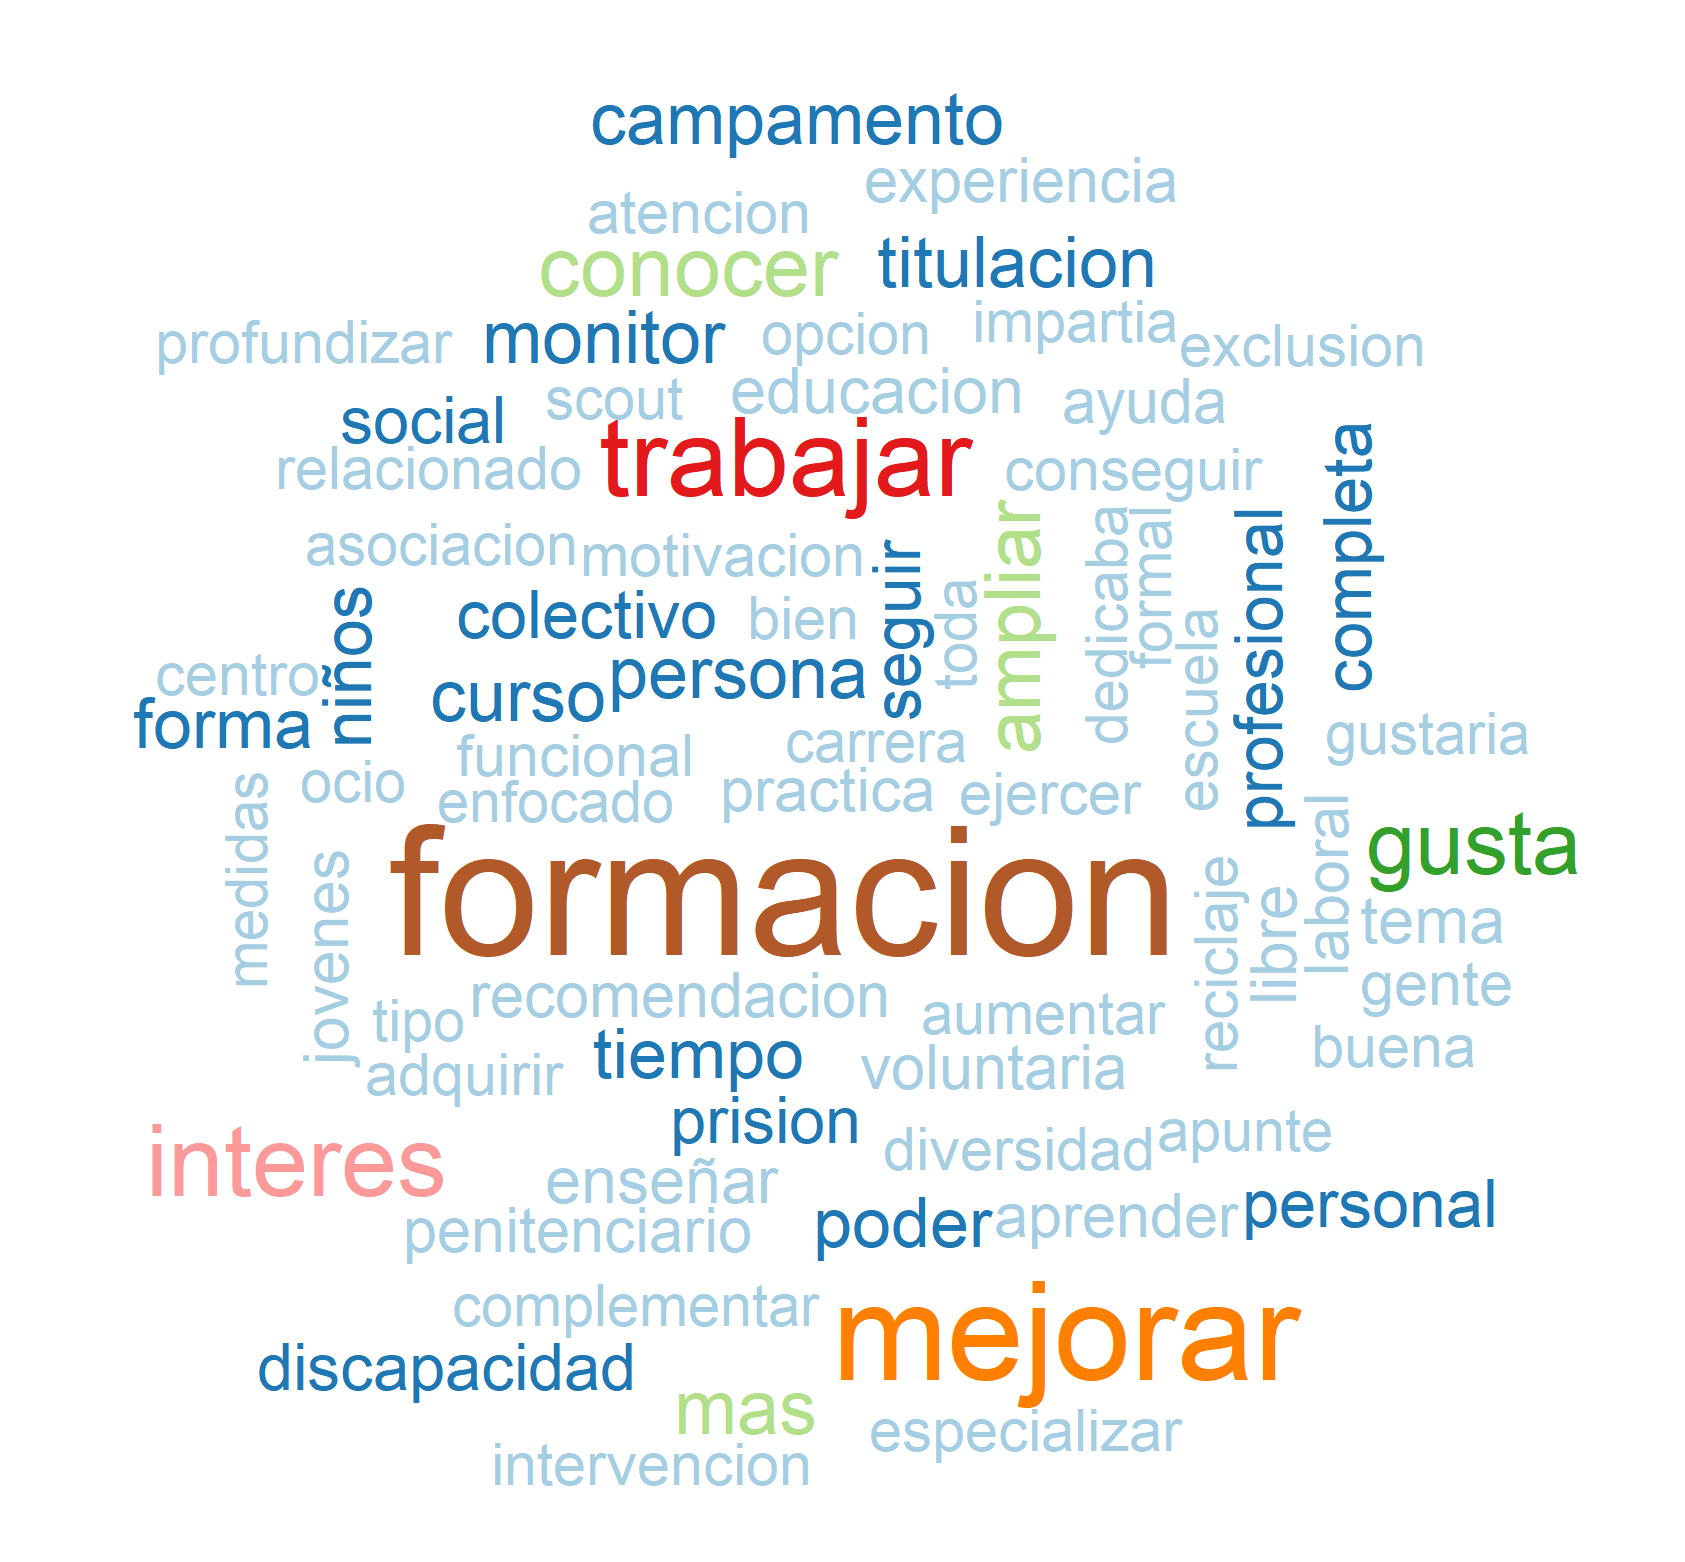 campamento
experiencia
atencion
conocer
titulacion
profundizar
monitor
opcion
impartia
exclusion
scout
educacion
ayuda
social
relacionado
trabajar
conseguir
completa
asociacion
motivacion
seguir
toda
ampliar
dedicaba
formal
escuela
profesional
niños
colectivo
bien
centro
forma
curso
persona
gustaria
funcional
carrera
ocio
enfocado
practica
ejercer
medidas
jovenes
formacion
reciclaje
libre
laboral
gusta
tema
gente
buena
recomendacion
tipo
aumentar
adquirir
tiempo
voluntaria
prision
interes
diversidad
apunte
enseñar
penitenciario
poder
aprender
personal
complementar
mejorar
discapacidad
mas
especializar
intervencion